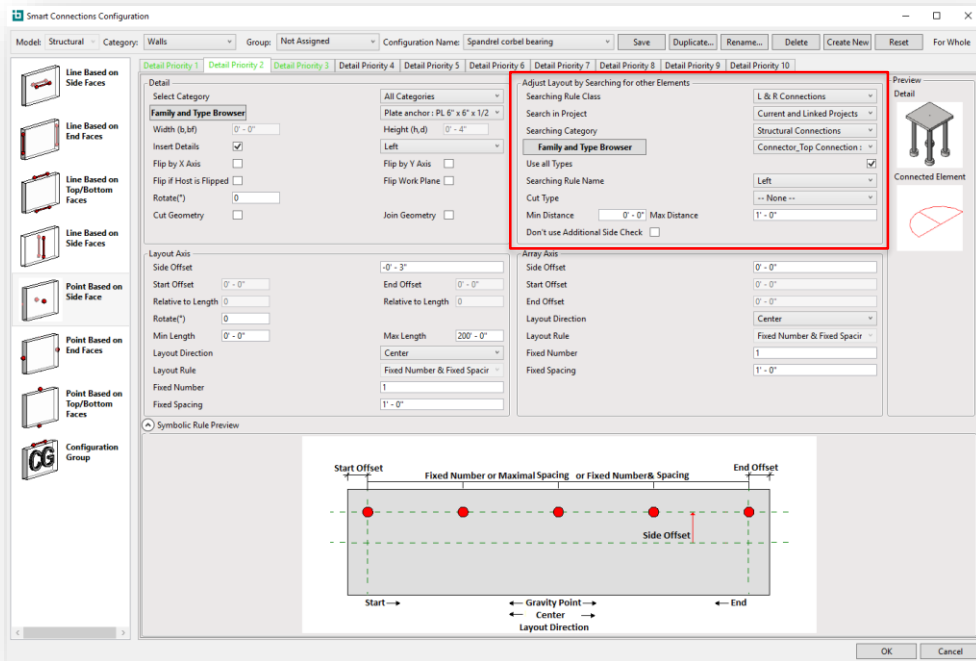 Smart Connections Configuration
Model: Structural Category: Walls Group: Not Assigned Configuration Name: Spandrel corbel bearing Save Duplicate... Rename... Delete Create New Reset For Whole
Line Based on
Side Faces
Line Based on
End Faces
Line Based on
Top/Bottom
Faces
Line Based on
Side Faces
Point Based on
Side Face
Point Based on
End Faces
Point Based on
Top/Bottom
Faces
CG
Configuration
Group
Detail Priority 1 Detail Priority 2 Detail Priority 3 Detail Priority 4 Detail Priority 5 Detail Priority 6 Detail Priority 7 Detail Priority 8 Detail Priority 9 Detail Priority 10
Detail
Select Category All Categories
Family and Type Browser Plate anchor : PL 6" x 6" x 1/2
Width (b,bf) 0' - 0" Height (h,d) 0' - 4"
Insert Details Left
Flip by X Axis Flip by Y Axis
Flip if Host is Flipped Flip Work Plane
Rotate(°) 0
Cut Geometry Join Geometry
Adjust Layout by Searching for other Elements
Searching Rule Class L & R Connections
Search in Project Current and Linked Projects
Searching Category Structural Connections
Family and Type Browser Connector_Top Connection :
Use all Types
Searching Rule Name Left
Cut Type -- None --
Min Distance 0' - 0" Max Distance 1' - 0"
Don't use Additional Side Check
Preview
Detail
Connected Element
Layout Axis
Side Offset -0' - 3"
Start Offset 0' - 0" End Offset 0' - 0"
Relative to Length 0 Relative to Length 0
Rotate(°) 0
Min Length 0' - 0" Max Length 200' - 0"
Layout Direction Center
Layout Rule Fixed Number & Fixed Spacir
Fixed Number 1
Fixed Spacing 1' - 0"
Array Axis
Side Offset 0' - 0"
Start Offset 0' - 0"
End Offset 0' - 0"
Layout Direction Center
Layout Rule Fixed Number & Fixed Spacir
Fixed Number 1
Fixed Spacing 1' - 0"
Symbolic Rule Preview
Start Offset Fixed Number or Maximal Spacing or Fixed Number& Spacing End Offset
Side Offset
Start Gravity Point End
Center
Layout Direction
OK Cancel